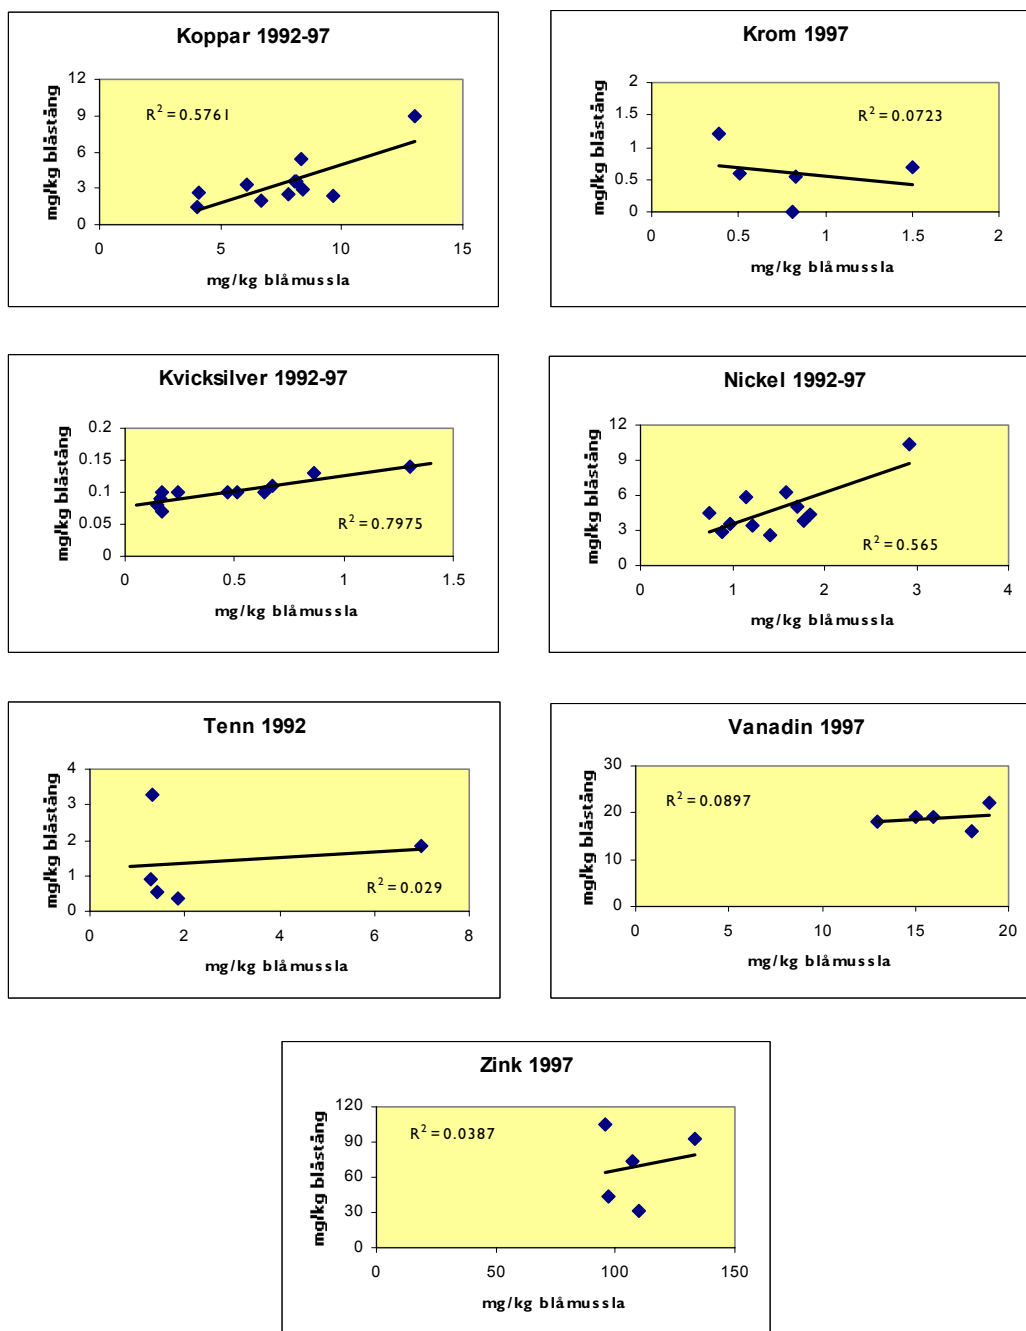 Koppar 1992-97
mg/kg blåstång
12
9
6
3
0
R² = 0.5761
0 5 10 15
mg/kg blåmussla
Krom 1997
mg/kg blåstång
2
1.5
1
0.5
0
R² = 0.0723
0 0.5 1 1.5 2
mg/kg blåmussla
Kvicksilver 1992-97
mg/kg blåstång
0.2
0.15
0.1
0.05
0
R² = 0.7975
0 0.5 1 1.5
mg/kg blåmussla
Nickel 1992-97
mg/kg blåstång
12
9
6
3
0
R² = 0.565
0 1 2 3 4
mg/kg blåmussla
Tenn 1992
mg/kg blåstång
4
3
2
1
0
R² = 0.029
0 2 4 6 8
mg/kg blåmussla
Vanadin 1997
mg/kg blåstång
30
20
10
0
R² = 0.0897
0 5 10 15 20
mg/kg blåmussla
Zink 1997
mg/kg blåstång
120
90
60
30
0
R² = 0.0387
0 50 100 150
mg/kg blåmussla